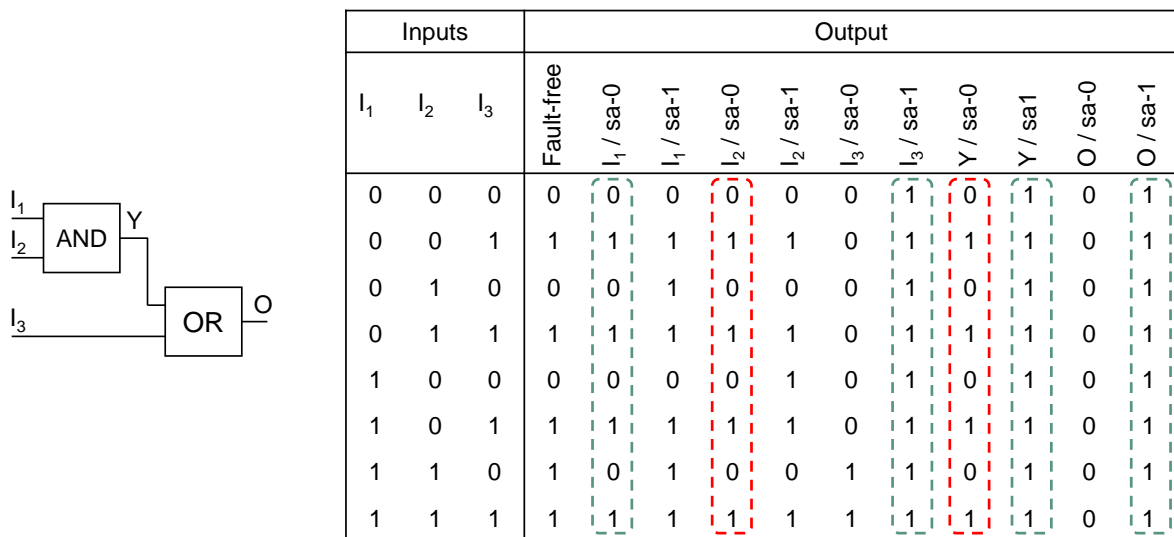 I₁
I₂
AND
Y
I₃
OR
O
Inputs Output
I₁ I₂ I₃ Fault-free I₁ / sa-0 I₁ / sa-1 I₂ / sa-0 I₂ / sa-1 I₃ / sa-0 I₃ / sa-1 Y / sa-0 Y / sa1 O / sa-0 O / sa-1
0 0 0 0 0 0 0 0 0 1 0 1 0 1
0 0 1 1 1 1 1 1 0 1 1 1 0 1
0 1 0 0 0 1 0 0 0 1 0 1 0 1
0 1 1 1 1 1 1 1 0 1 1 1 0 1
1 0 0 0 0 0 0 1 0 1 0 1 0 1
1 0 1 1 1 1 1 1 0 1 1 1 0 1
1 1 0 1 0 1 0 0 1 1 0 1 0 1
1 1 1 1 1 1 1 1 1 1 1 1 0 1